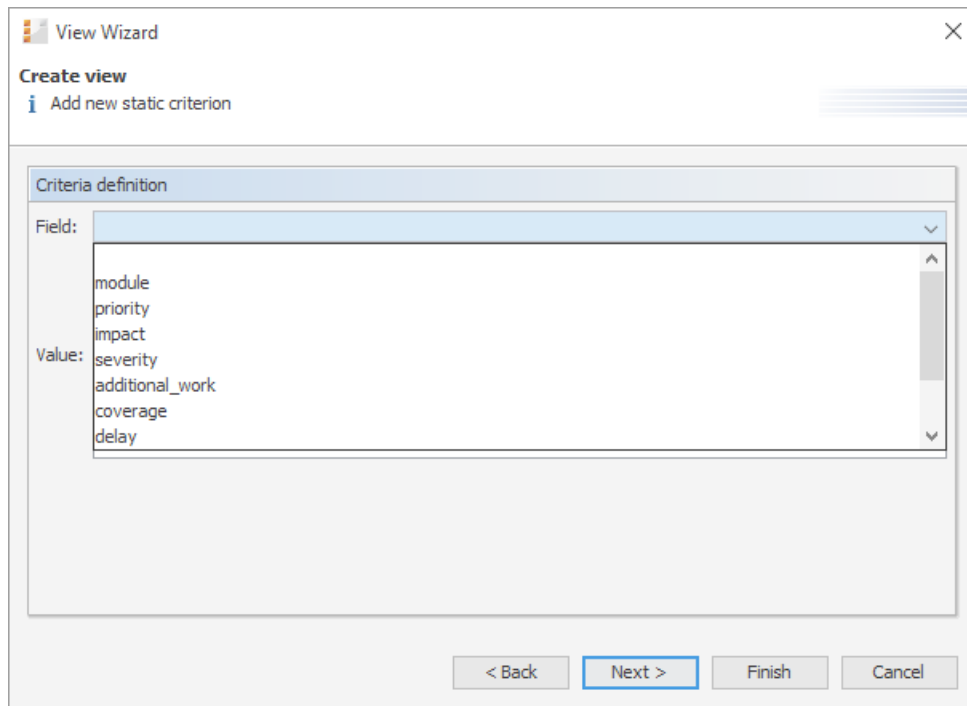 View Wizard
Create view
i Add new static criterion
Criteria definition
Field:
module
priority
impact
Value:
severity
additional_work
coverage
delay
< Back Next > Finish Cancel